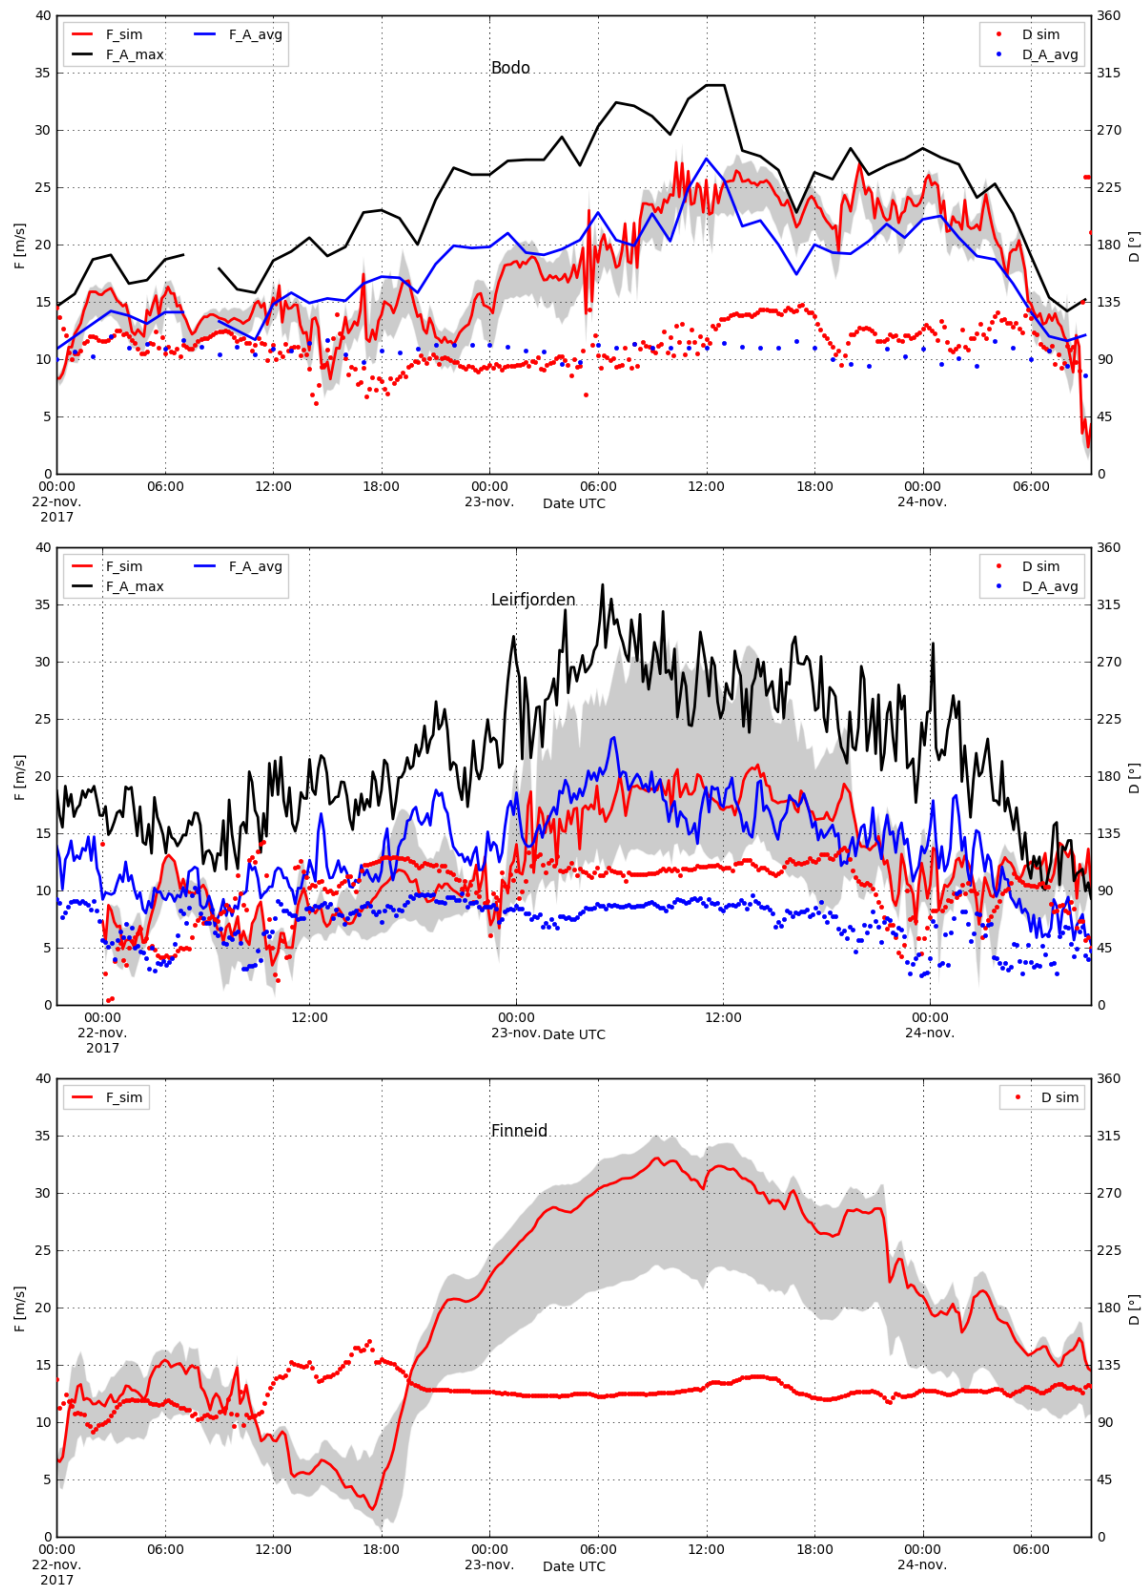 F_sim F_A_avg
F_A_max
D sim
D_A_avg
Bodo
40
35
30
25
20
15
10
5
0
F [m/s]
360
315
270
225
180
135
90
45
0
D [°]
00:00 06:00 12:00 18:00 00:00 06:00 12:00 18:00 00:00 06:00
22-nov. 23-nov. 24-nov.
2017
Date UTC
F_sim F_A_avg
F_A_max
D sim
D_A_avg
Leirfjorden
40
35
30
25
20
15
10
5
0
F [m/s]
360
315
270
225
180
135
90
45
0
D [°]
00:00 12:00 00:00 12:00 00:00
22-nov. 23-nov. 24-nov.
2017
Date UTC
F_sim
D sim
Finneid
40
35
30
25
20
15
10
5
0
F [m/s]
360
315
270
225
180
135
90
45
0
D [°]
00:00 06:00 12:00 18:00 00:00 06:00 12:00 18:00 00:00 06:00
22-nov. 23-nov. 24-nov.
2017
Date UTC